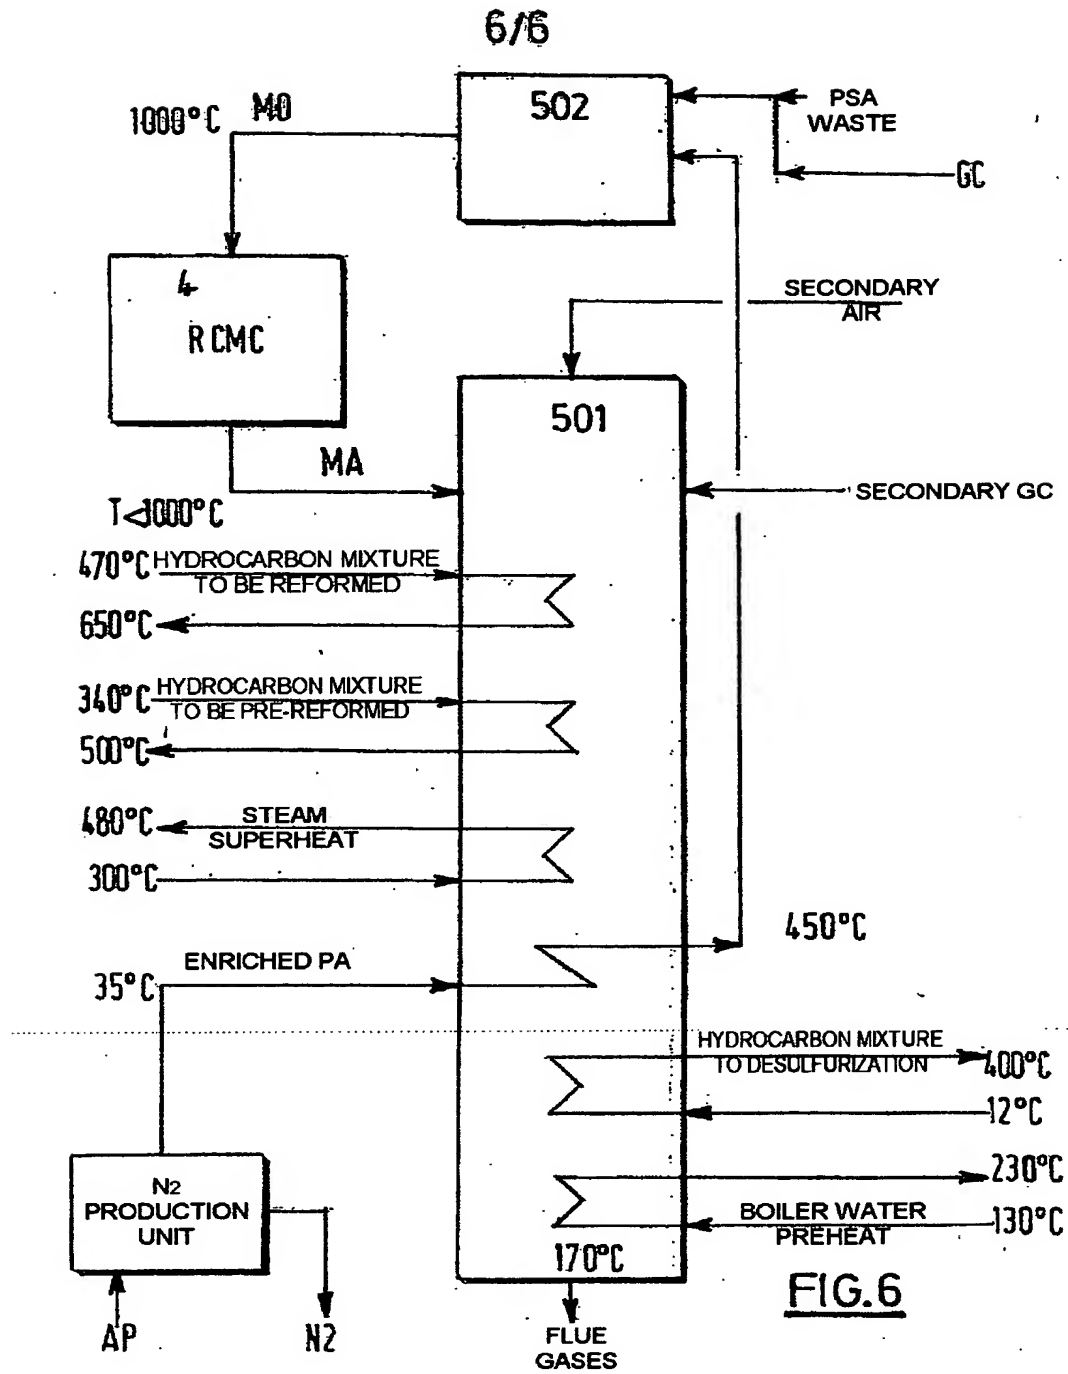 6/6
502
PSA
WASTE
GC
1000°C
MO
4
RCMC
SECONDARY
AIR
501
MA
T<1000°C
SECONDARY GC
470°C
HYDROCARBON MIXTURE
TO BE REFORMED
650°C
340°C
HYDROCARBON MIXTURE
TO BE PRE-REFORMED
500°C
480°C
STEAM
SUPERHEAT
300°C
450°C
ENRICHED PA
35°C
HYDROCARBON MIXTURE
TO DESULFURIZATION
400°C
12°C
N2
PRODUCTION
UNIT
230°C
BOILER WATER
PREHEAT
130°C
170°C
FIG.6
AP
N2
FLUE
GASES